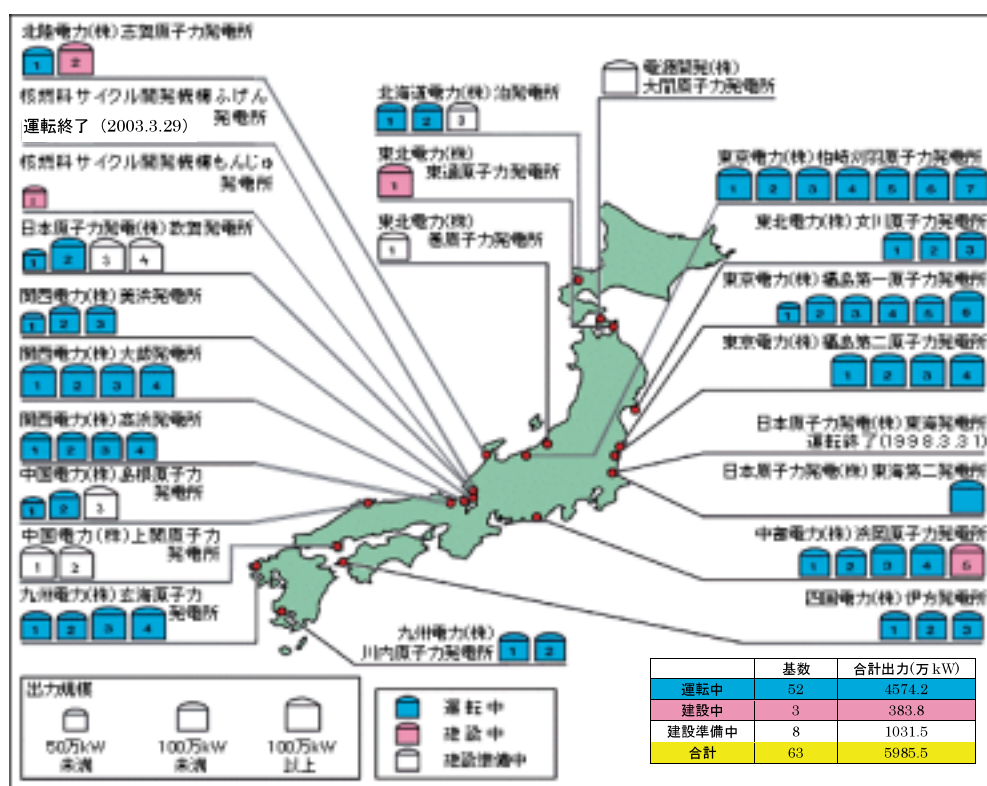 北陸電力(株)志賀原子力発電所
1 2
核燃料サイクル開発機構ふげん
発電所
運転終了（2003.3.29）
核燃料サイクル開発機構もんじゅ
発電所
1
日本原子力発電(株)敦賀発電所
1 2 3 4
関西電力(株)美浜発電所
1 2 3
関西電力(株)大飯発電所
1 2 3 4
関西電力(株)高浜発電所
1 2 3 4
中国電力(株)島根原子力
発電所
1 2 3
中国電力(株)上関原子力
発電所
1 2
九州電力(株)玄海原子力
発電所
1 2 3 4
北海道電力(株)泊発電所
1 2 3
東北電力(株)
東通原子力発電所
1
東北電力(株)
巻原子力発電所
1
電源開発(株)
大間原子力発電所
東京電力(株)柏崎刈羽原子力発電所
1 2 3 4 5 6 7
東北電力(株)女川原子力発電所
1 2 3
東京電力(株)福島第一原子力発電所
1 2 3 4 5 6
東京電力(株)福島第二原子力発電所
1 2 3 4
日本原子力発電(株)東海発電所
運転終了(1998.3.31)
日本原子力発電(株)東海第二発電所
中部電力(株)浜岡原子力発電所
1 2 3 4 5
四国電力(株)伊方発電所
1 2 3
九州電力(株)
川内原子力発電所
1 2
出力規模
50万kW
未満
100万kW
未満
100万kW
以上
運転中
建設中
建設準備中
基数 合計出力(万 kW)
運転中 52 4574.2
建設中 3 383.8
建設準備中 8 1031.5
合計 63 5985.5